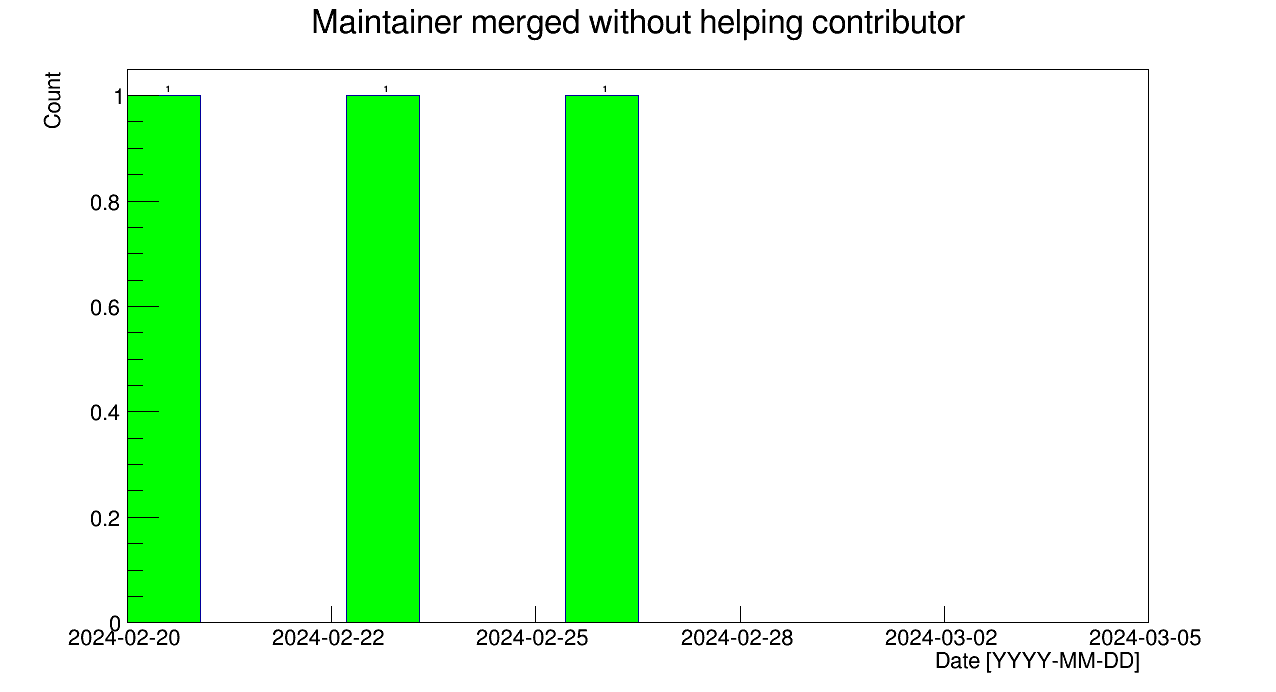 Maintainer merged without helping contributor
Count
1 1 1
1
0.8
0.6
0.4
0.2
0
2024-02-20 2024-02-22 2024-02-25 2024-02-28 2024-03-02 2024-03-05
Date [YYYY-MM-DD]